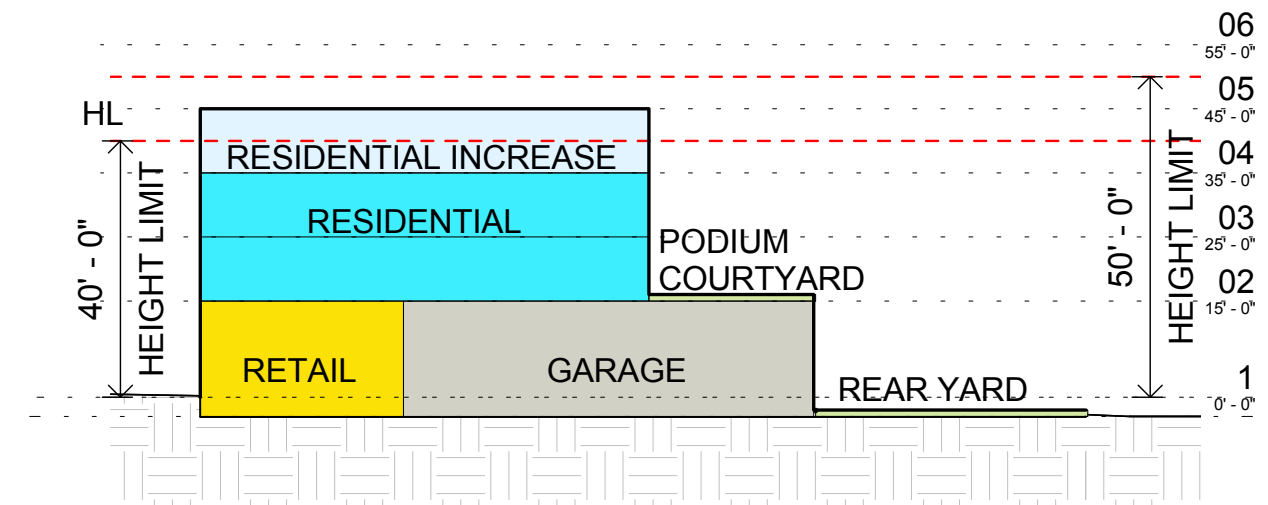 06
55' - 0"
05
45' - 0"
HL
04
35' - 0"
RESIDENTIAL INCREASE
RESIDENTIAL
03
25' - 0"
PODIUM
COURTYARD
02
15' - 0"
40' - 0"
HEIGHT LIMIT
50' - 0"
HEIGHT LIMIT
RETAIL
GARAGE
REAR YARD
1
0' - 0"